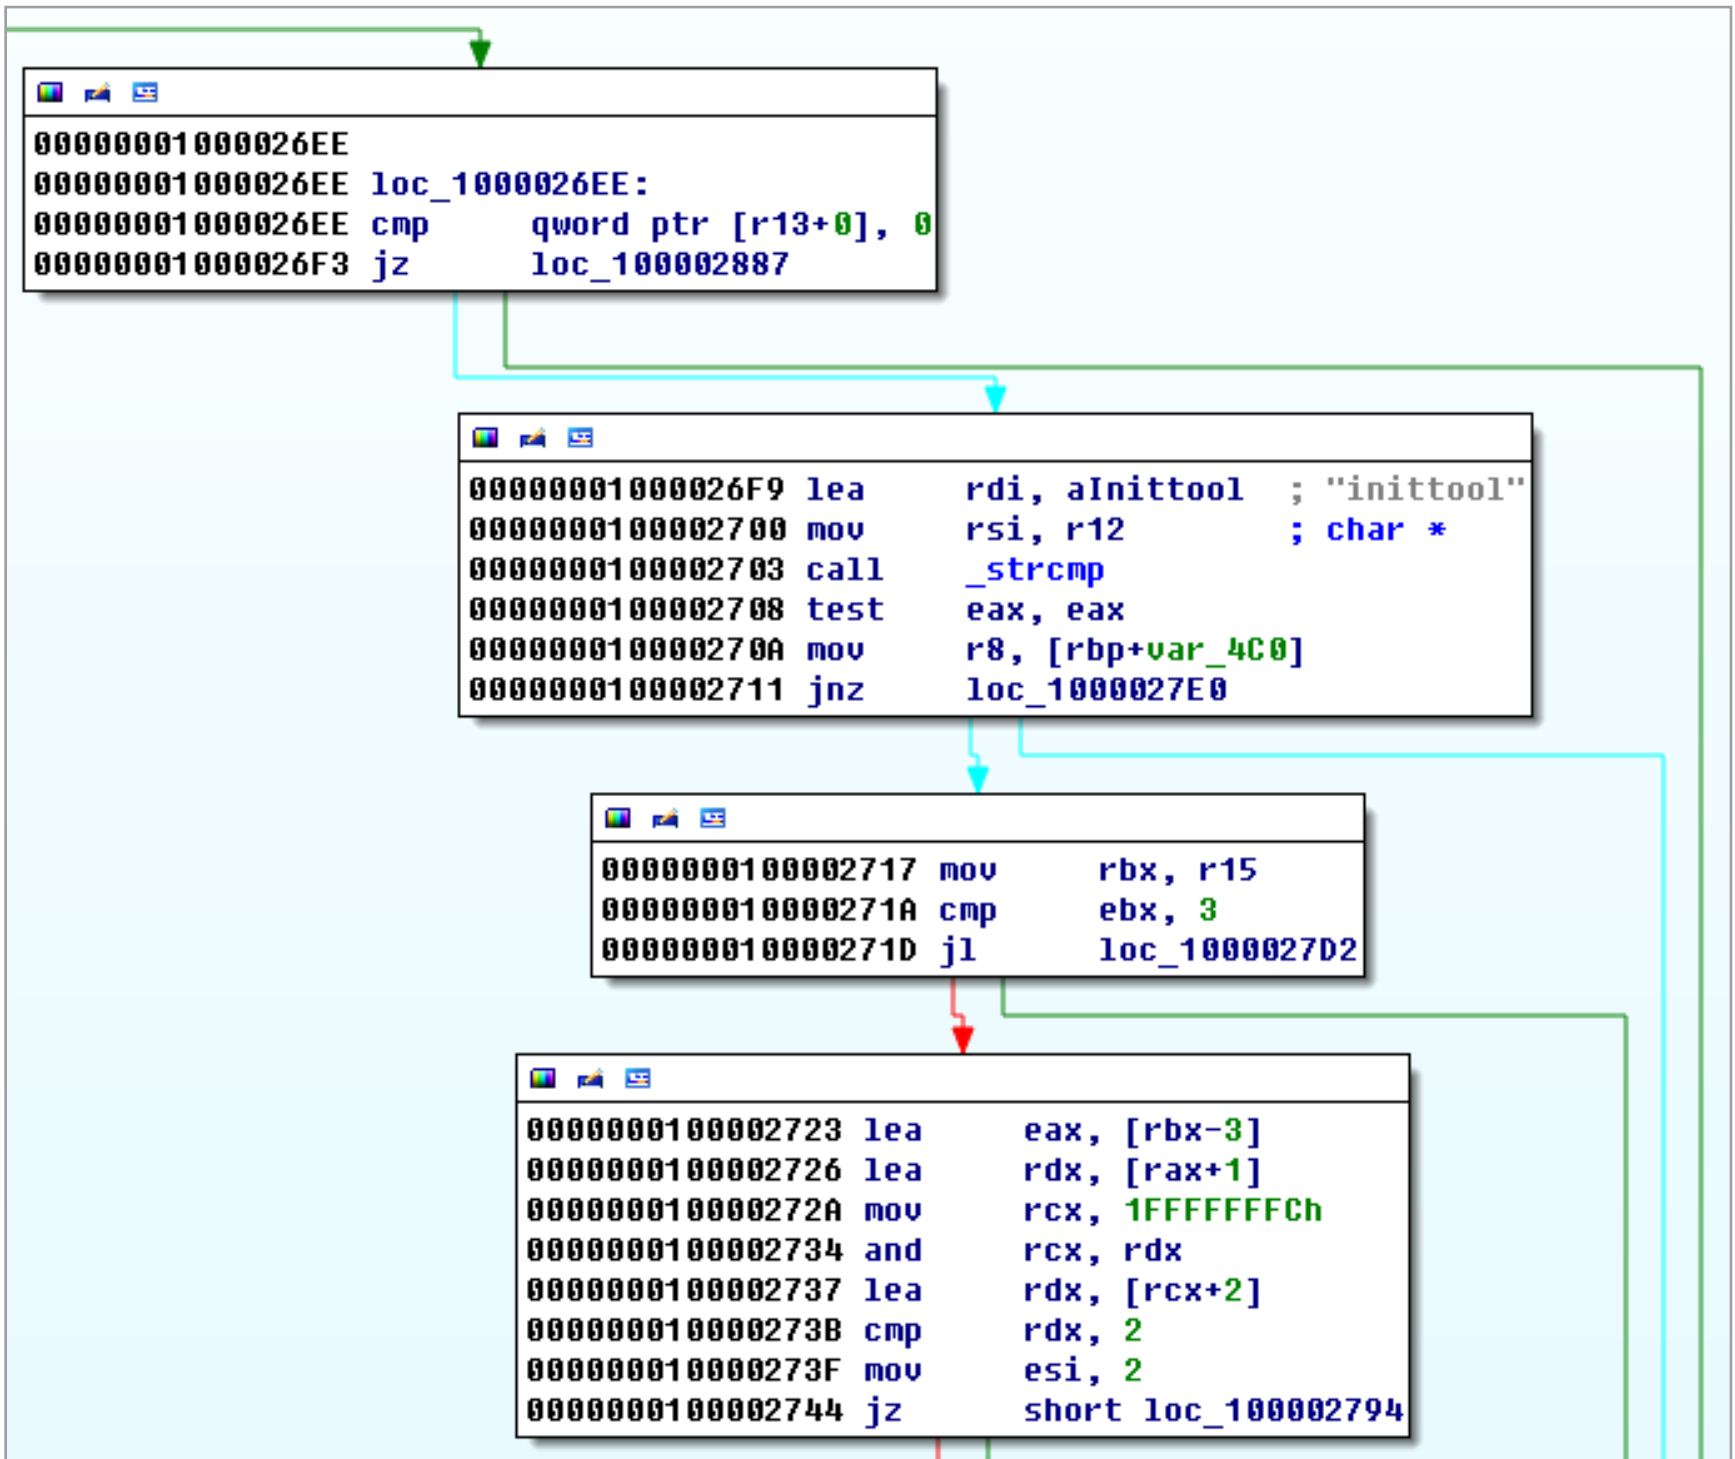 00000001000026EE
00000001000026EE loc_1000026EE:
00000001000026EE cmp qword ptr [r13+0], 0
00000001000026F3 jz loc_100002887
00000001000026F9 lea rdi, aInittool ; "inittool"
0000000100002700 mov rsi, r12 ; char *
0000000100002703 call _strcmp
0000000100002708 test eax, eax
000000010000270A mov r8, [rbp+var_4C0]
0000000100002711 jnz loc_1000027E0
0000000100002717 mov rbx, r15
000000010000271A cmp ebx, 3
000000010000271D jl loc_1000027D2
0000000100002723 lea eax, [rbx-3]
0000000100002726 lea rdx, [rax+1]
000000010000272A mov rcx, 1FFFFFFFCh
0000000100002734 and rcx, rdx
0000000100002737 lea rdx, [rcx+2]
000000010000273B cmp rdx, 2
000000010000273F mov esi, 2
0000000100002744 jz short loc_100002794